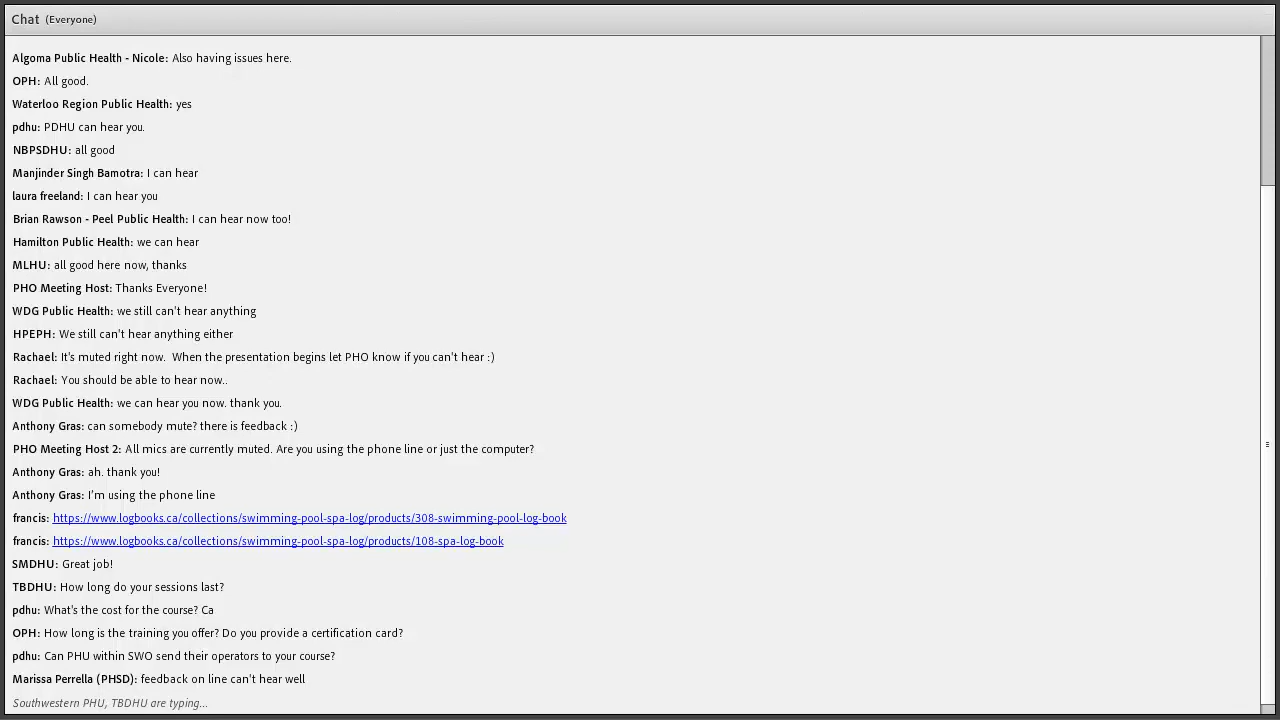 Chat (Everyone)
Algoma Public Health - Nicole: Also having issues here.
OPH: All good.
Waterloo Region Public Health: yes
pdhu: PDHU can hear you.
NBPSDHU: all good
Manjinder Singh Bamotra: I can hear
laura freeland: I can hear you
Brian Rawson - Peel Public Health: I can hear now too!
Hamilton Public Health: we can hear
MLHU: all good here now, thanks
PHO Meeting Host: Thanks Everyone!
WDG Public Health: we still can't hear anything
HPEPH: We still can't hear anything either
Rachael: It's muted right now.  When the presentation begins let PHO know if you can't hear :)
Rachael: You should be able to hear now..
WDG Public Health: we can hear you now. thank you.
Anthony Gras: can somebody mute? there is feedback :)
PHO Meeting Host 2: All mics are currently muted. Are you using the phone line or just the computer?
Anthony Gras: ah. thank you!
Anthony Gras: I'm using the phone line
francis: https://www.logbooks.ca/collections/swimming-pool-spa-log/products/308-swimming-pool-log-book
francis: https://www.logbooks.ca/collections/swimming-pool-spa-log/products/108-spa-log-book
SMDHU: Great job!
TBDHU: How long do your sessions last?
pdhu: What's the cost for the course? Ca
OPH: How long is the training you offer? Do you provide a certification card?
pdhu: Can PHU within SWO send their operators to your course?
Marissa Perrella (PHSD): feedback on line can't hear well
Southwestern PHU, TBDHU are typing...